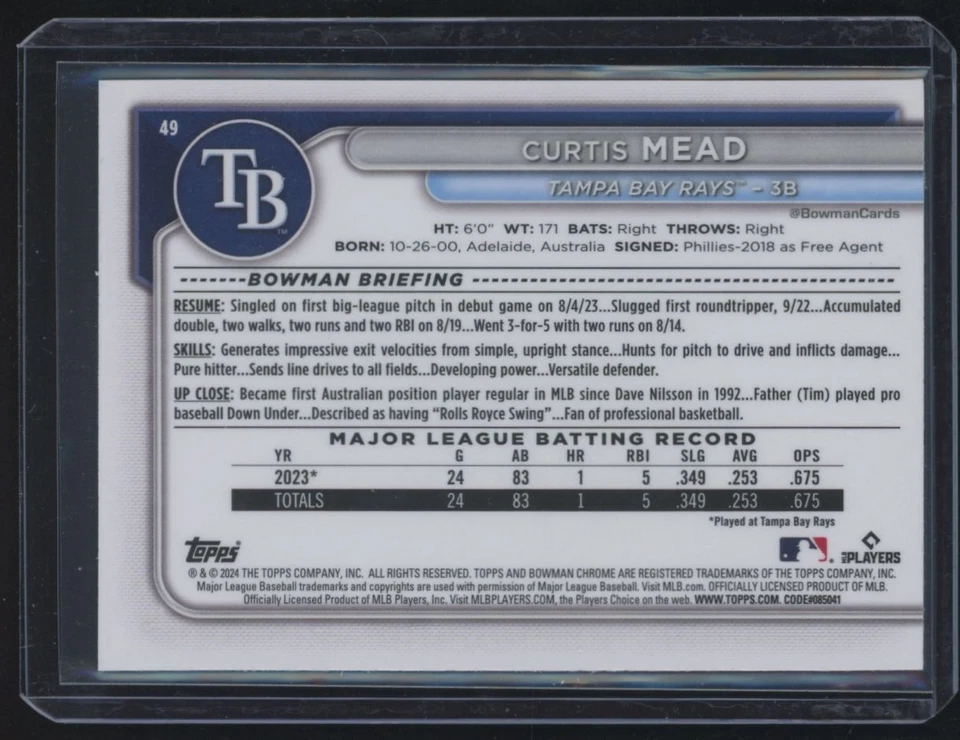 49
TB™
CURTIS MEAD
TAMPA BAY RAYS™ – 3B
@BowmanCards
HT: 6'0" WT: 171 BATS: Right THROWS: Right
BORN: 10-26-00, Adelaide, Australia SIGNED: Phillies-2018 as Free Agent
-------BOWMAN BRIEFING -------------------------------------------------
RESUME: Singled on first big-league pitch in debut game on 8/4/23...Slugged first roundtripper, 9/22...Accumulated
double, two walks, two runs and two RBI on 8/19...Went 3-for-5 with two runs on 8/14.
SKILLS: Generates impressive exit velocities from simple, upright stance...Hunts for pitch to drive and inflicts damage...
Pure hitter...Sends line drives to all fields...Developing power...Versatile defender.
UP CLOSE: Became first Australian position player regular in MLB since Dave Nilsson in 1992...Father (Tim) played pro
baseball Down Under...Described as having "Rolls Royce Swing"...Fan of professional basketball.
MAJOR LEAGUE BATTING RECORD
YR G AB HR RBI SLG AVG OPS
2023* 24 83 1 5 .349 .253 .675
TOTALS 24 83 1 5 .349 .253 .675
*Played at Tampa Bay Rays
Topps
MLB PLAYERS
® & © 2024 THE TOPPS COMPANY, INC. ALL RIGHTS RESERVED. TOPPS AND BOWMAN CHROME ARE REGISTERED TRADEMARKS OF THE TOPPS COMPANY, INC.
Major League Baseball trademarks and copyrights are used with permission of Major League Baseball. Visit MLB.com. OFFICIALLY LICENSED PRODUCT OF MLB.
Officially Licensed Product of MLB Players, Inc. Visit MLBPLAYERS.COM, the Players Choice on the web. WWW.TOPPS.COM. CODE#085041